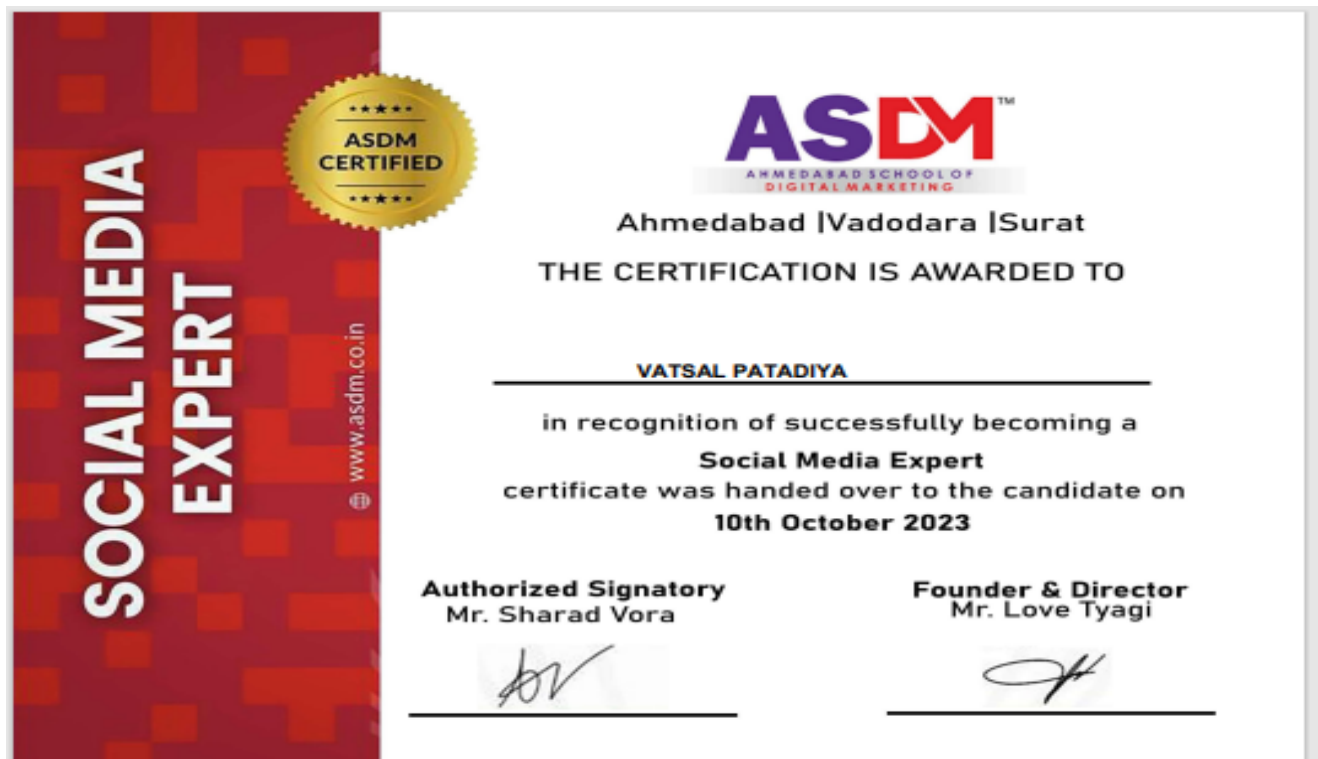 SOCIAL MEDIA
EXPERT
www.asdm.co.in
★★★★★
ASDM
CERTIFIED
★★★★★
ASDM™
AHMEDABAD SCHOOL OF
DIGITAL MARKETING
Ahmedabad |Vadodara |Surat
THE CERTIFICATION IS AWARDED TO
VATSAL PATADIYA
in recognition of successfully becoming a
Social Media Expert
certificate was handed over to the candidate on
10th October 2023
Authorized Signatory
Mr. Sharad Vora
Founder & Director
Mr. Love Tyagi